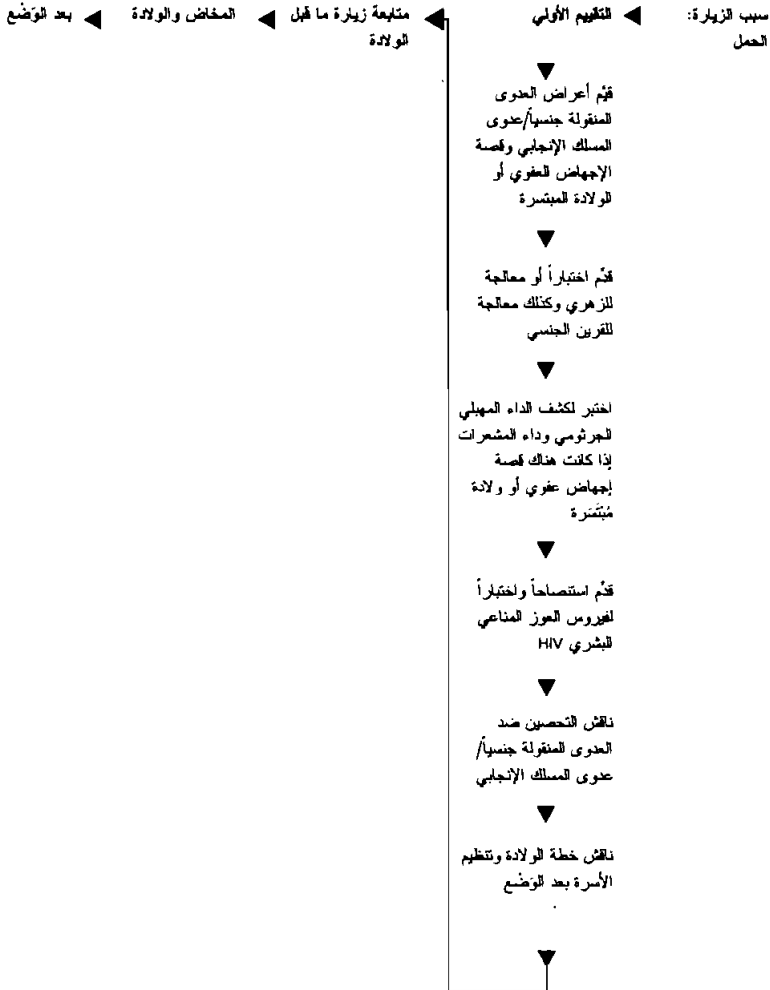 سبب الزيارة:
الحمل
التقييم الأولي
متابعة زيارة ما قبل
الولادة
المخاض والولادة
بعد الوَضْع
قيِّم أعراض العدوى
المنقولة جنسياً/عدوى
المسلك الإنجابي وقصة
الإجهاض العفوي أو
الولادة المبتسرة
قدِّم اختباراً أو معالجة
للزهري وكذلك معالجة
للقرين الجنسي
اختبر لكشف الداء المهبلي
الجرثومي وداء المشعرات
إذا كانت هناك قصة
إجهاض عفوي أو ولادة
مُبْتَسَرة
قدِّم استنصاحاً واختباراً
لفيروس العوز المناعي
البشري HIV
ناقش التحصين ضد
العدوى المنقولة جنسياً/
عدوى المسلك الإنجابي
ناقش خطة الولادة وتنظيم
الأسرة بعد الوَضْع